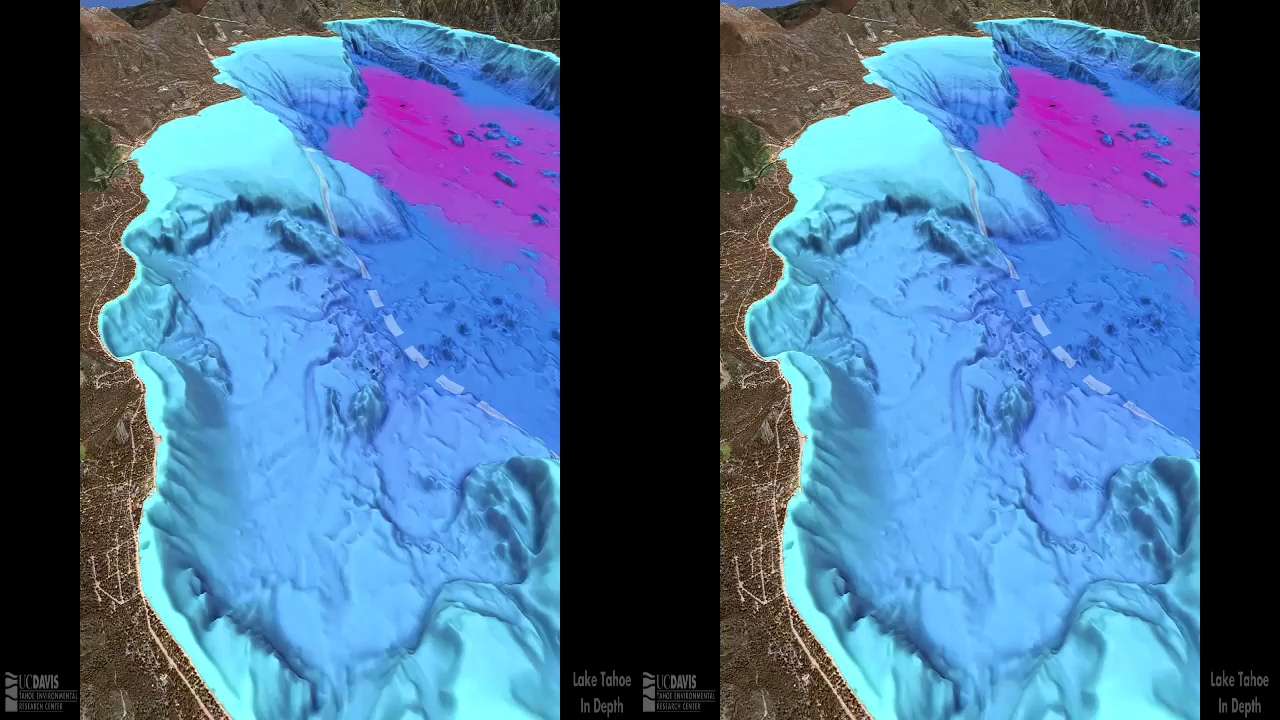 UCDAVIS
TAHOE ENVIRONMENTAL
RESEARCH CENTER
Lake Tahoe
In Depth
UCDAVIS
TAHOE ENVIRONMENTAL
RESEARCH CENTER
Lake Tahoe
In Depth